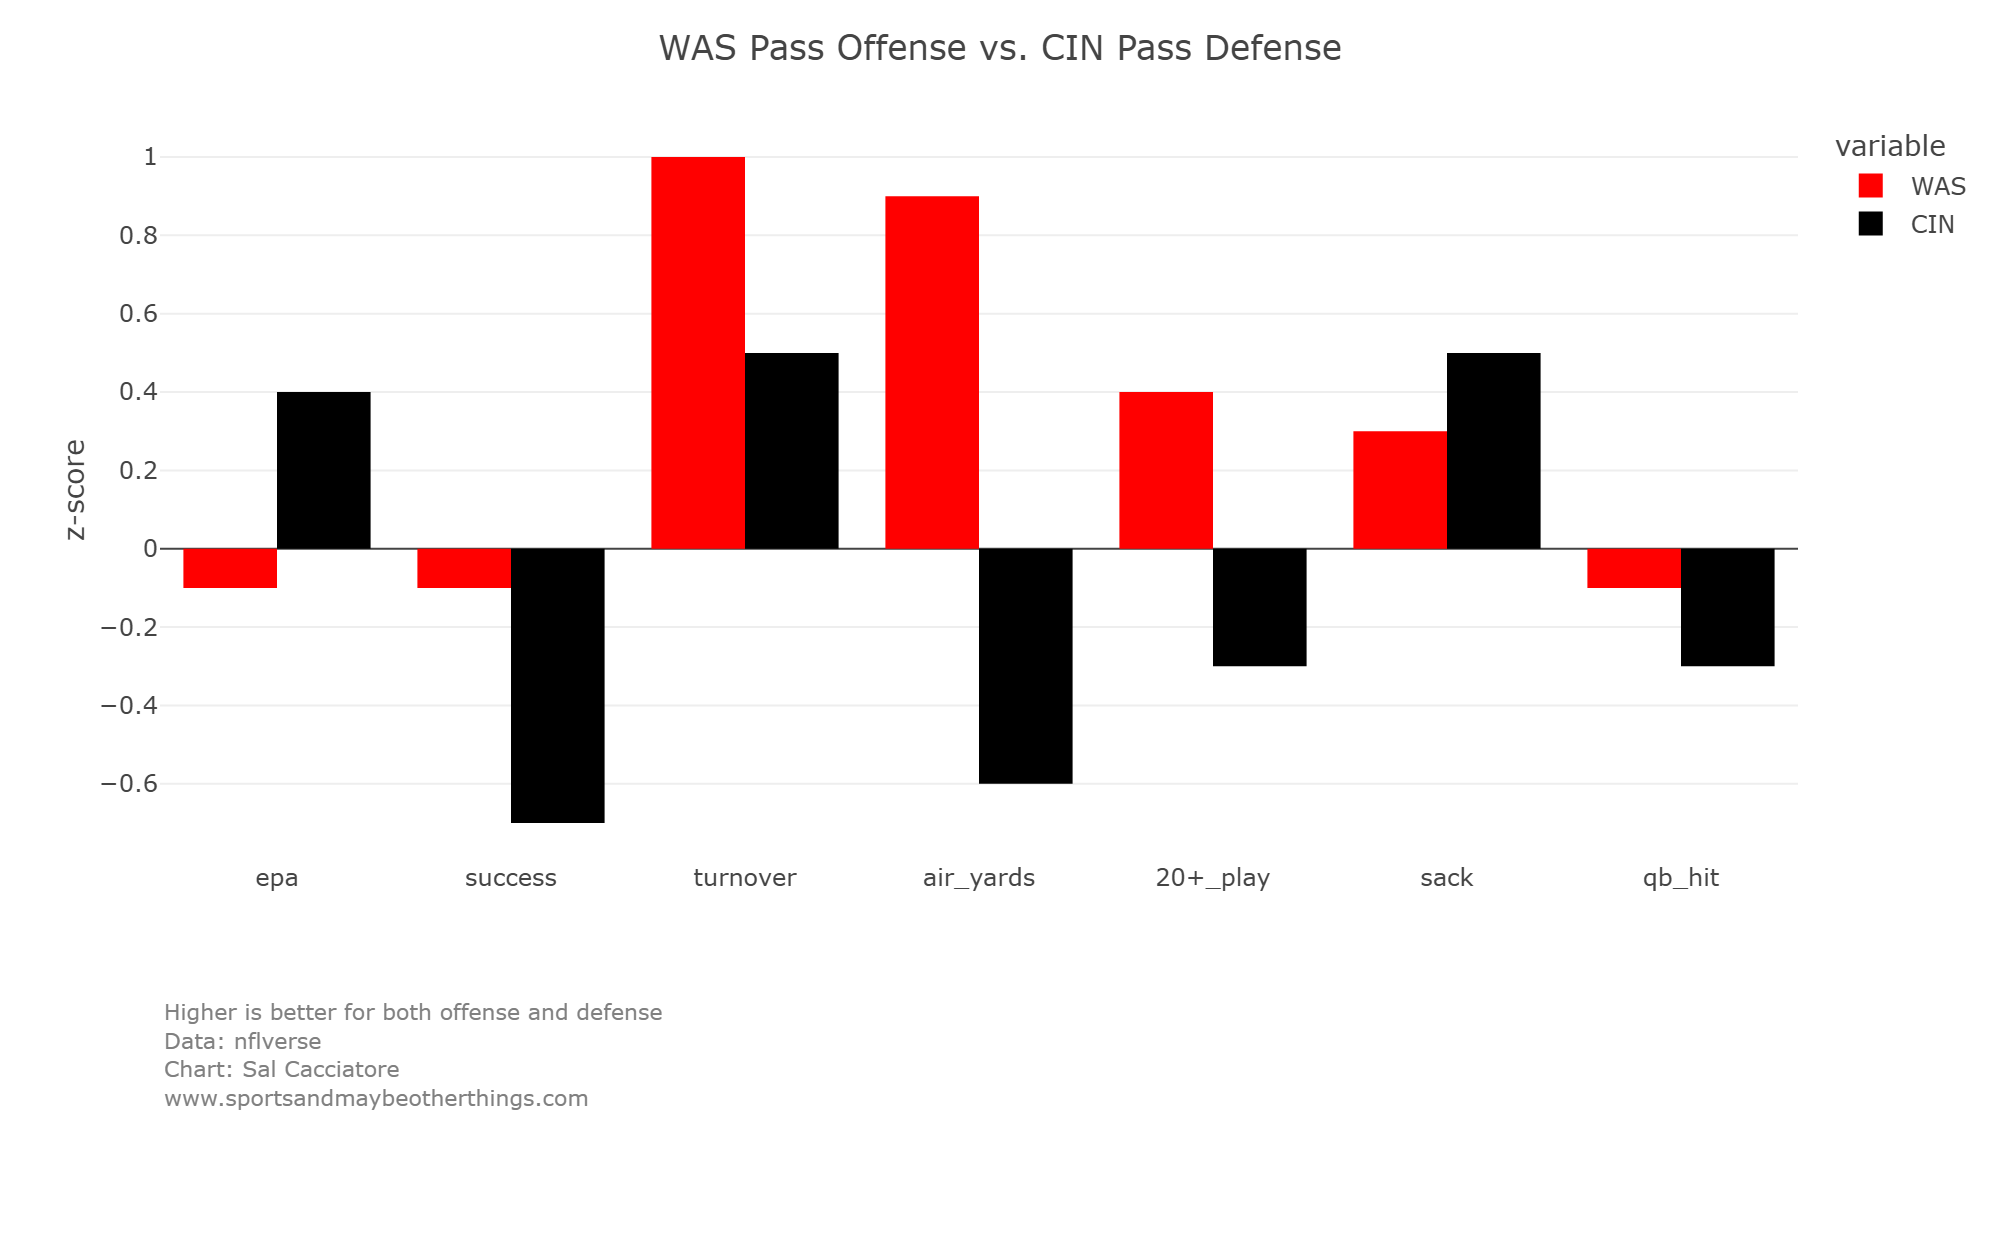 WAS Pass Offense vs. CIN Pass Defense
variable
WAS
CIN
z-score
1
0.8
0.6
0.4
0.2
0
−0.2
−0.4
−0.6
epa
success
turnover
air_yards
20+_play
sack
qb_hit
Higher is better for both offense and defense
Data: nflverse
Chart: Sal Cacciatore
www.sportsandmaybeotherthings.com